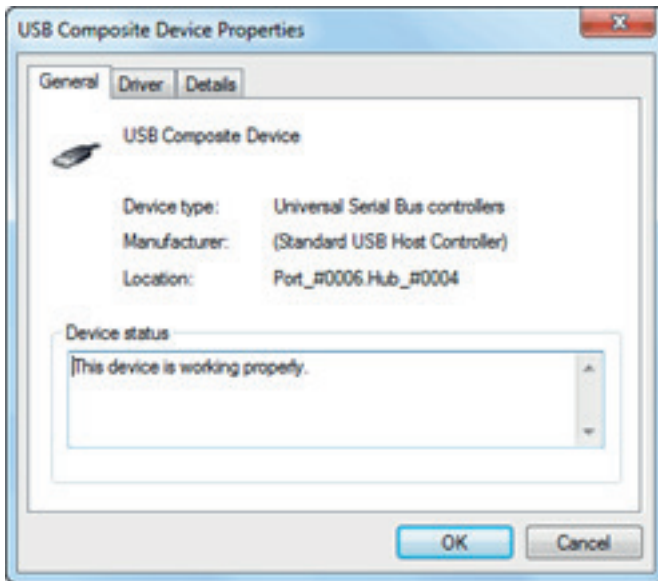 USB Composite Device Properties
General Driver Details
USB Composite Device
Device type: Universal Serial Bus controllers
Manufacturer: (Standard USB Host Controller)
Location: Port_#0006.Hub_#0004
Device status
This device is working properly.
OK Cancel